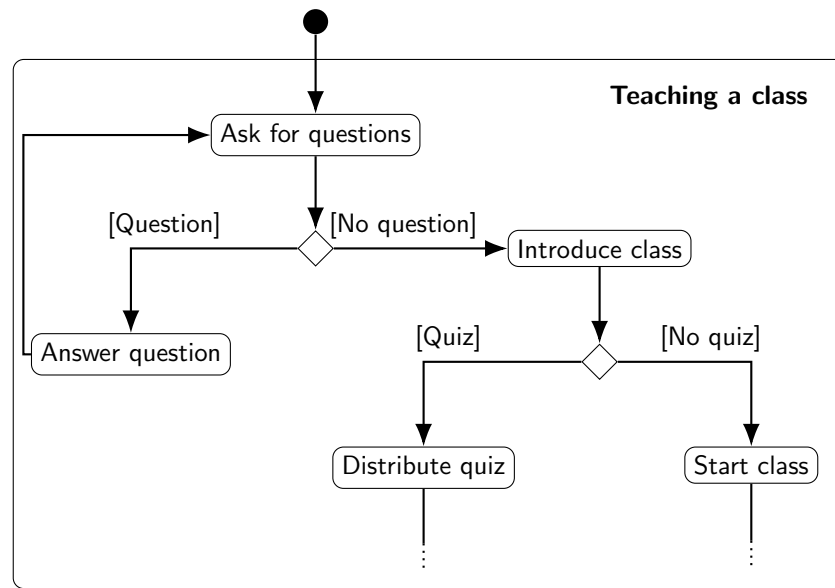 Teaching a class
Ask for questions
[Question]
[No question]
Introduce class
Answer question
[Quiz]
[No quiz]
Distribute quiz
Start class